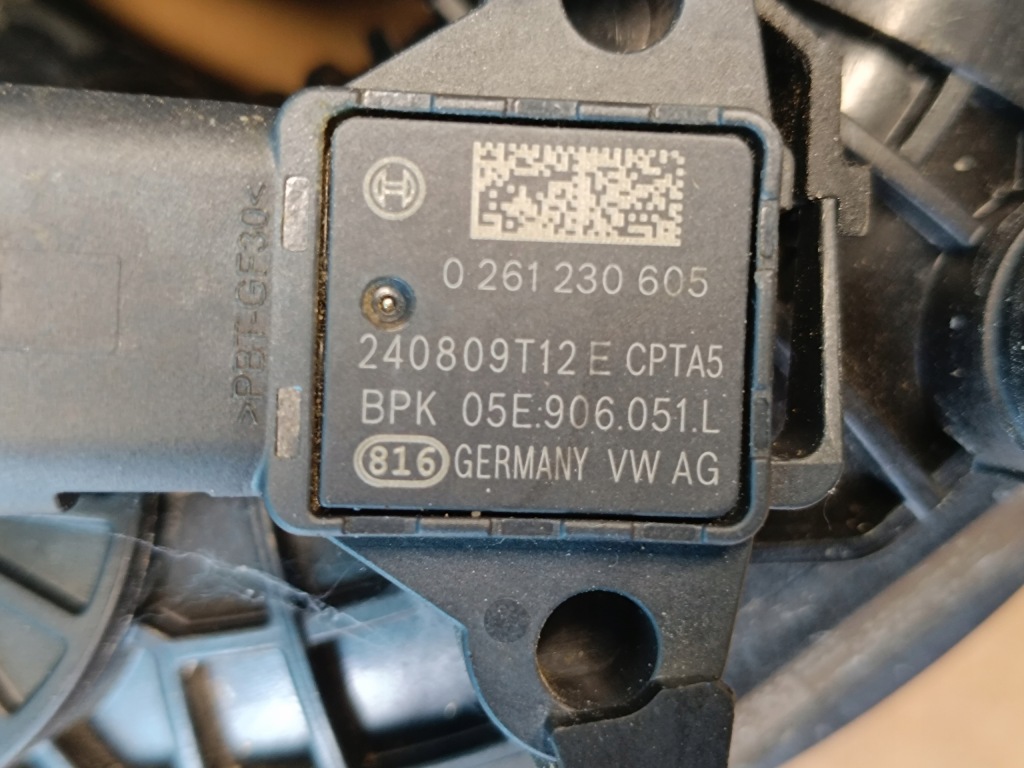 0 261 230 605
240809T12 E CPTA5
BPK 05E.906.051.L
816 GERMANY VW AG
>PBT-GF30<